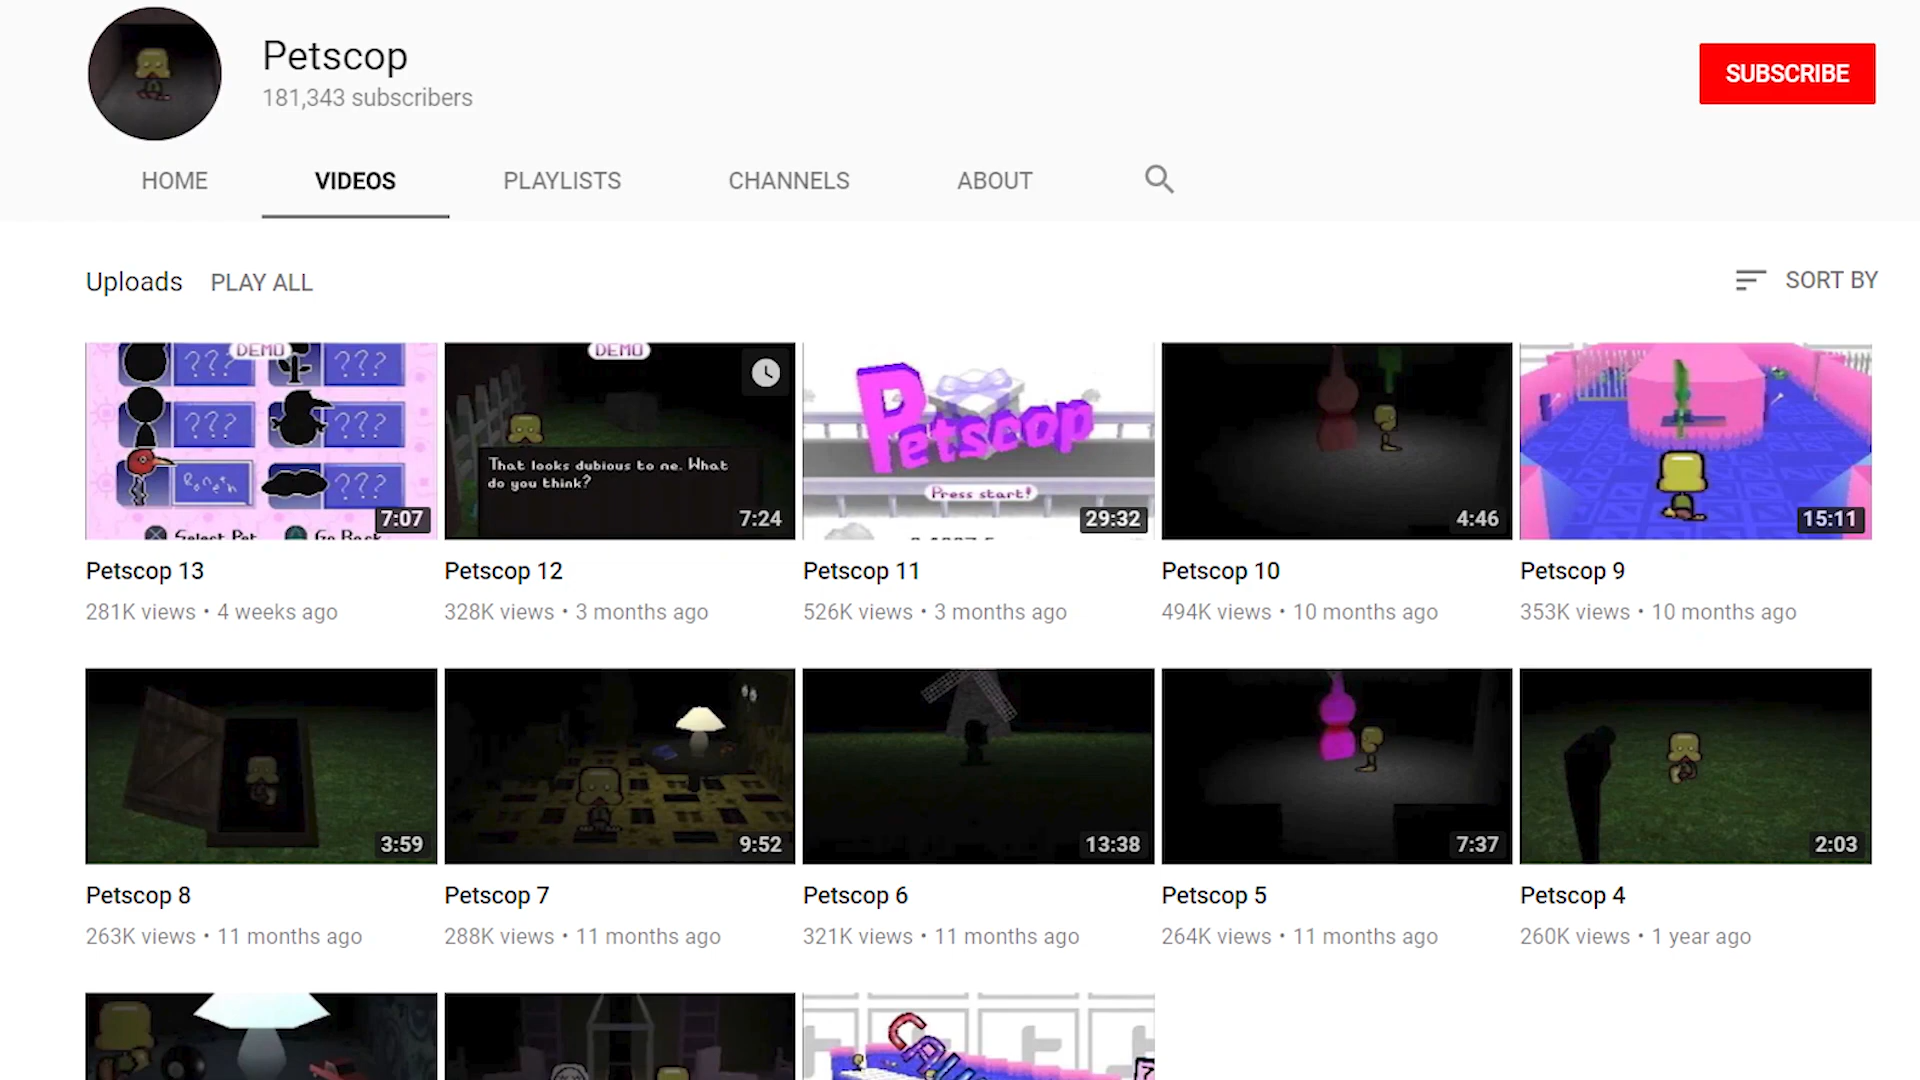 Petscop
181,343 subscribers
SUBSCRIBE
HOME VIDEOS PLAYLISTS CHANNELS ABOUT
Uploads PLAY ALL SORT BY
DEMO
??? ???
??? ???
Roneth ???
Select Pet Go Back
7:07
DEMO
That looks dubious to me. What
do you think?
7:24
Petscop
Press start!
29:32
4:46
15:11
Petscop 13 Petscop 12 Petscop 11 Petscop 10 Petscop 9
281K views • 4 weeks ago 328K views • 3 months ago 526K views • 3 months ago 494K views • 10 months ago 353K views • 10 months ago
3:59 9:52 13:38 7:37 2:03
Petscop 8 Petscop 7 Petscop 6 Petscop 5 Petscop 4
263K views • 11 months ago 288K views • 11 months ago 321K views • 11 months ago 264K views • 11 months ago 260K views • 1 year ago